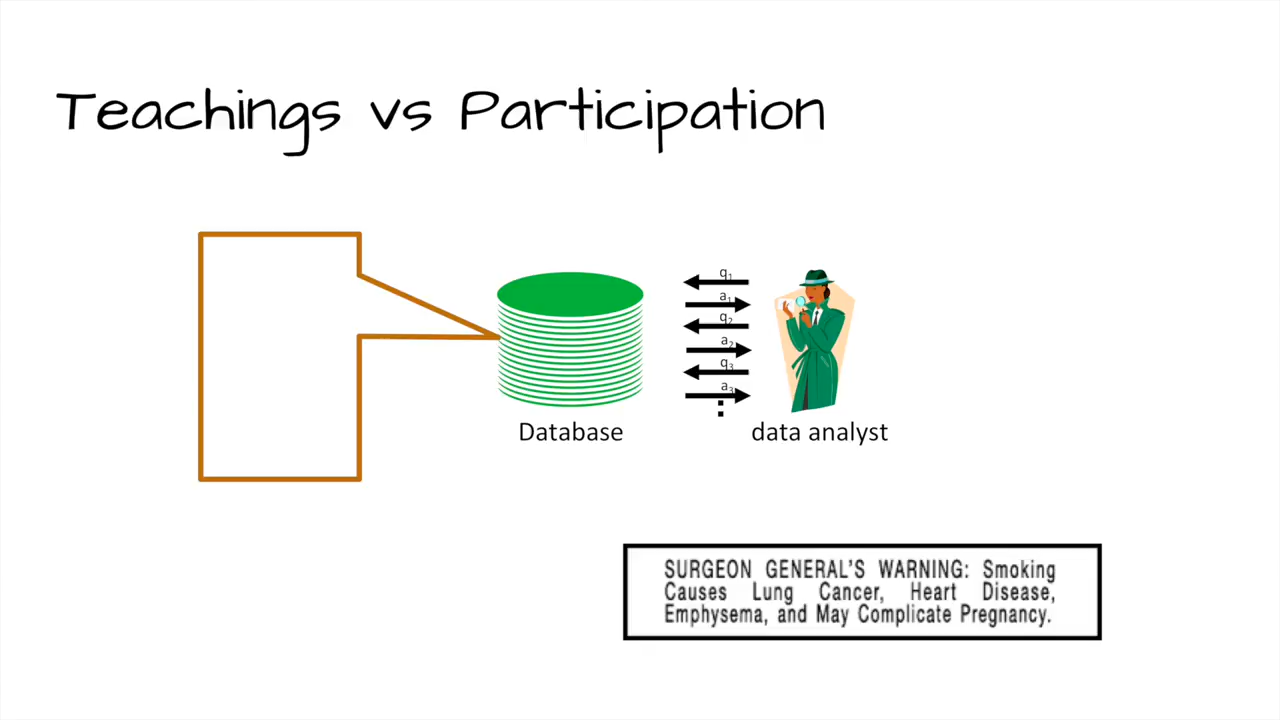 Teachings vs Participation
q1
a1
q2
a2
q3
a3
Database
data analyst
SURGEON GENERAL'S WARNING: Smoking
Causes Lung Cancer, Heart Disease,
Emphysema, and May Complicate Pregnancy.